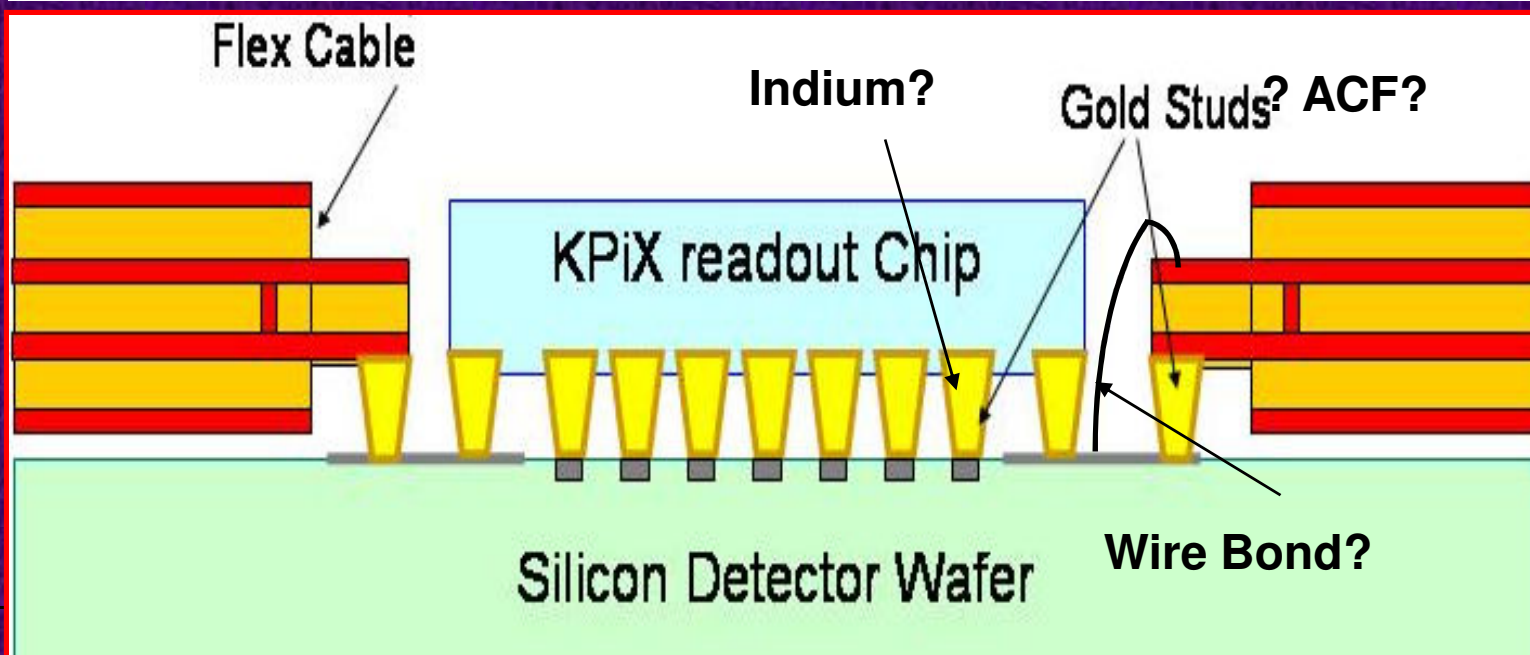 Flex Cable
Indium?
Gold Studs? ACF?
KPiX readout Chip
Wire Bond?
Silicon Detector Wafer